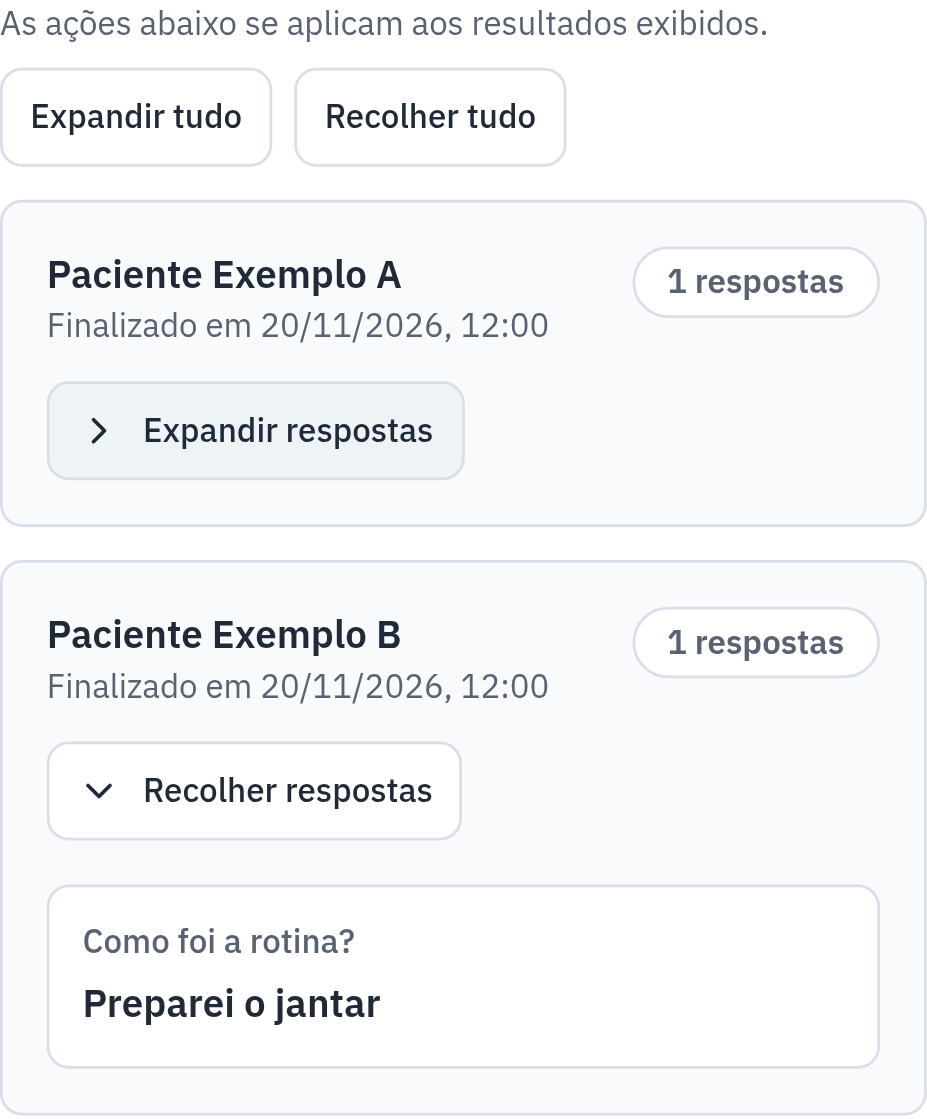 As ações abaixo se aplicam aos resultados exibidos.
Expandir tudo
Recolher tudo
Paciente Exemplo A
1 respostas
Finalizado em 20/11/2026, 12:00
Expandir respostas
Paciente Exemplo B
1 respostas
Finalizado em 20/11/2026, 12:00
Recolher respostas
Como foi a rotina?
Preparei o jantar